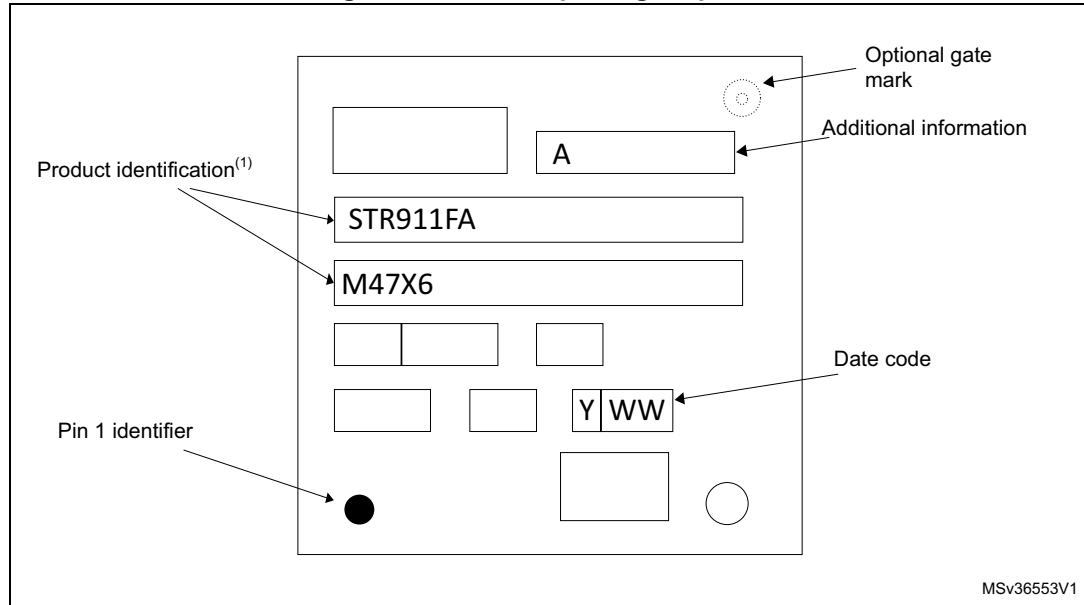 Optional gate
mark
Additional information
A
Product identification(1)
STR911FA
M47X6
Date code
Y WW
Pin 1 identifier
MSv36553V1